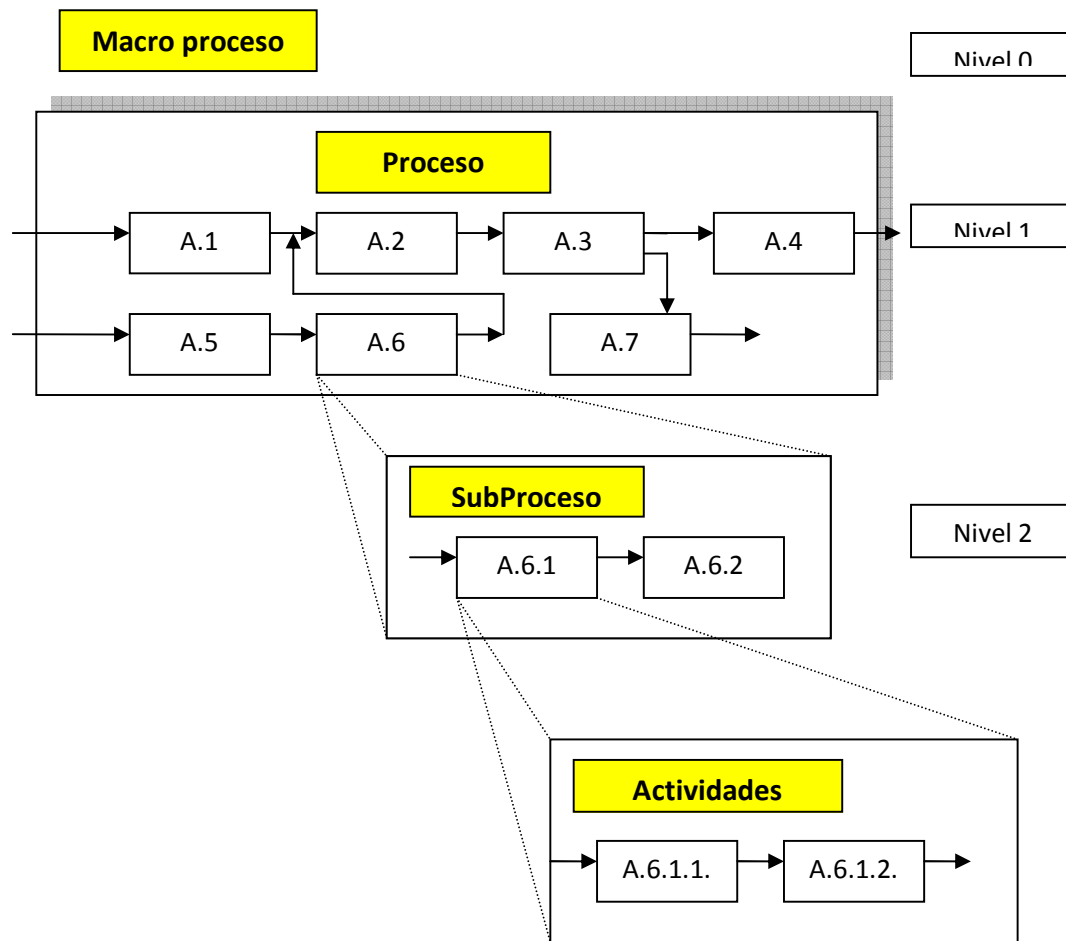 Macro proceso
Nivel 0
Proceso
A.1
A.2
A.3
A.4
Nivel 1
A.5
A.6
A.7
SubProceso
Nivel 2
A.6.1
A.6.2
Actividades
A.6.1.1.
A.6.1.2.